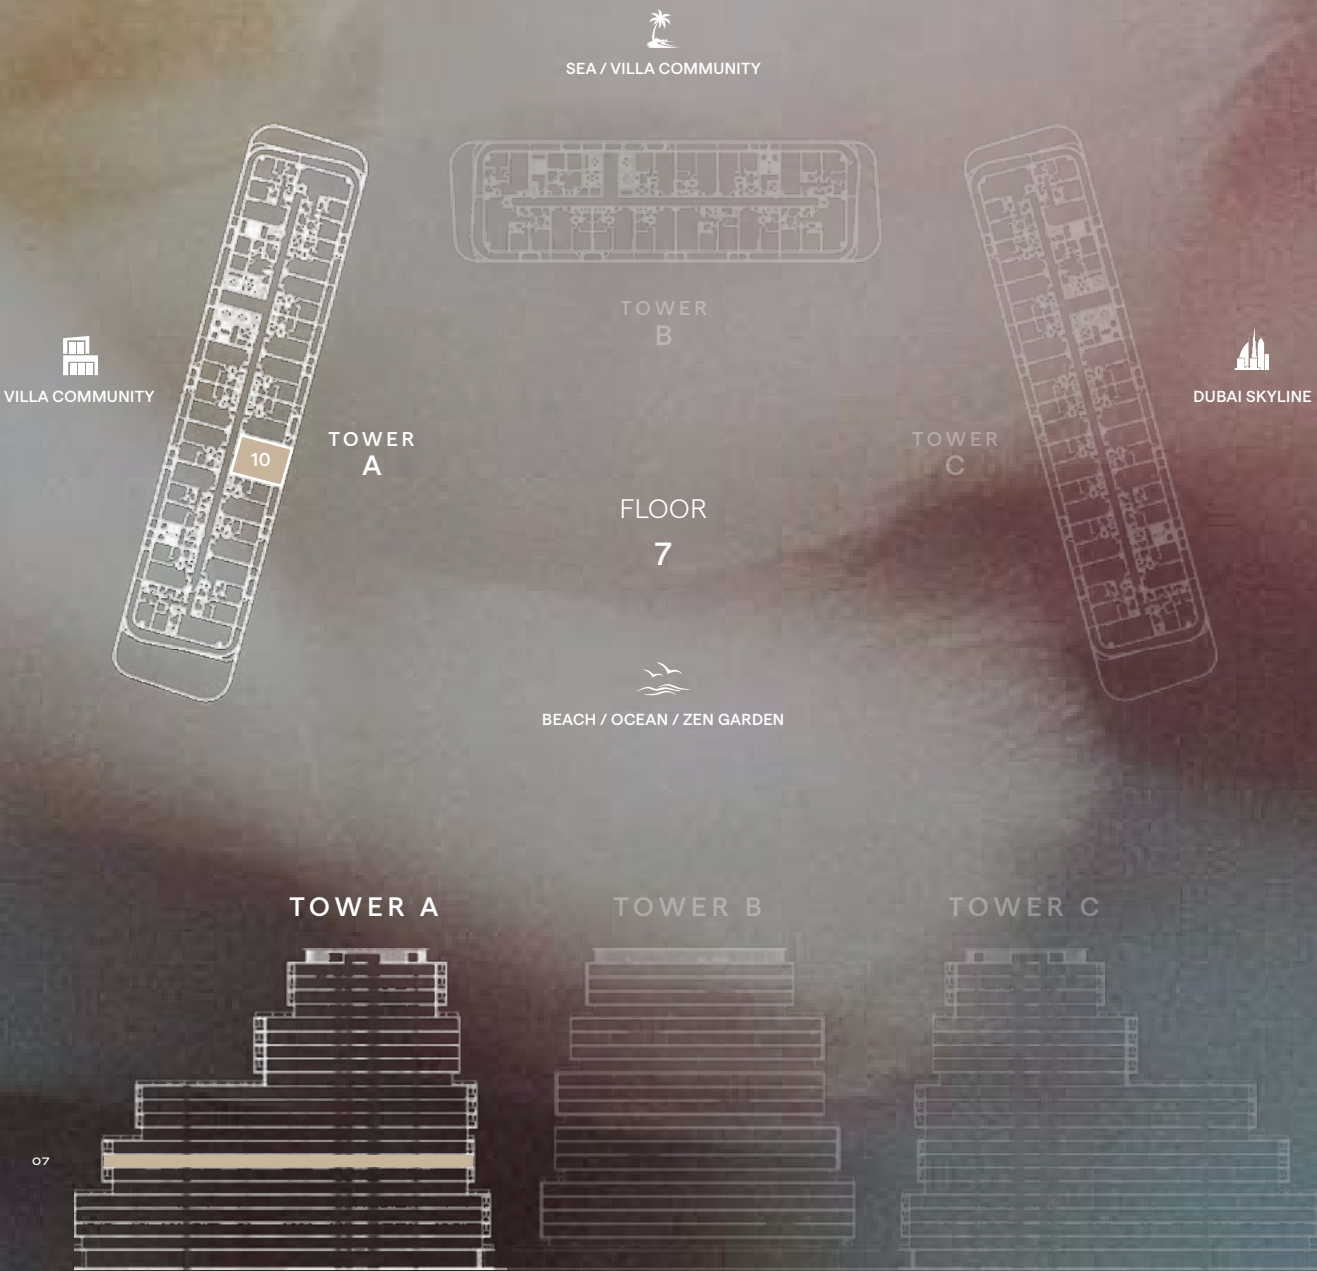 SEA / VILLA COMMUNITY
TOWER
B
VILLA COMMUNITY
DUBAI SKYLINE
TOWER
A
TOWER
C
10
FLOOR
7
BEACH / OCEAN / ZEN GARDEN
TOWER A
TOWER B
TOWER C
07